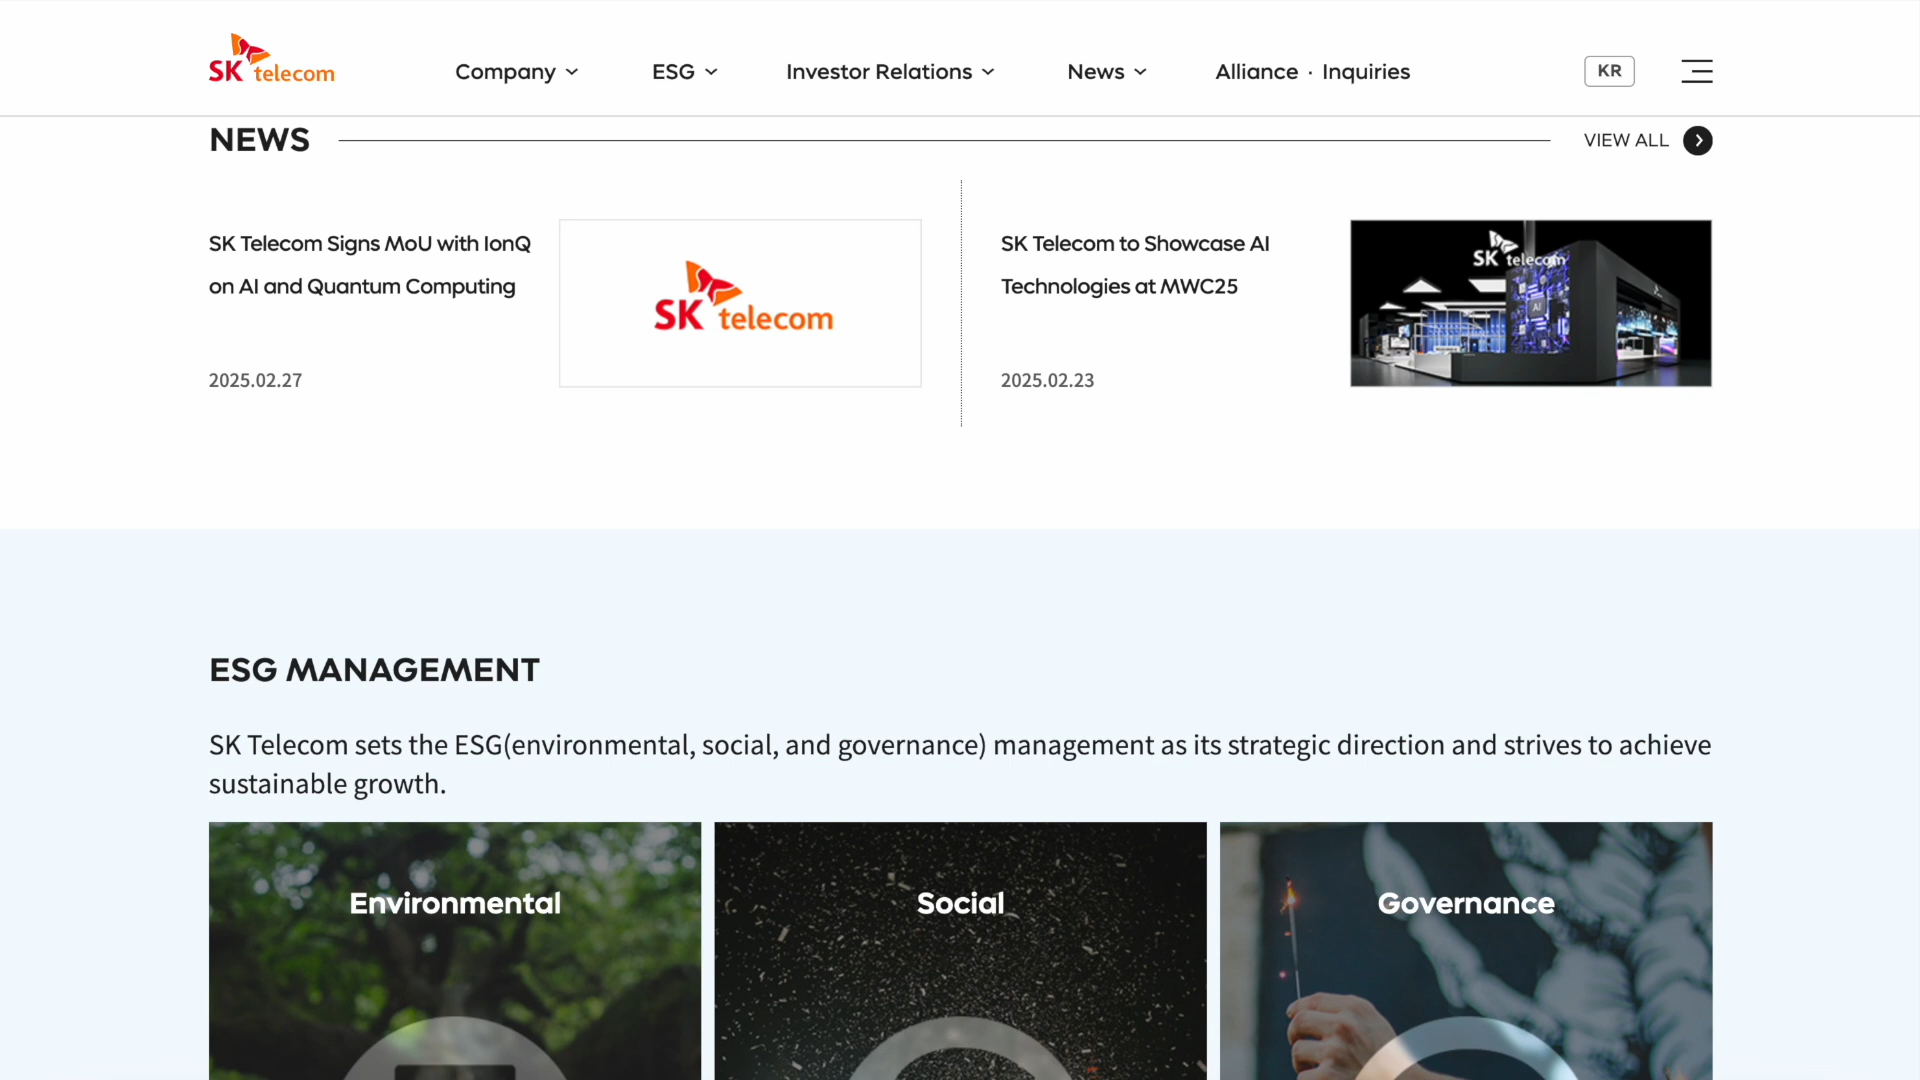 SK telecom
Company
ESG
Investor Relations
News
Alliance · Inquiries
KR
NEWS
VIEW ALL
SK Telecom Signs MoU with IonQ
on AI and Quantum Computing
2025.02.27
SK telecom
SK Telecom to Showcase AI
Technologies at MWC25
2025.02.23
SK telecom
AI
ESG MANAGEMENT
SK Telecom sets the ESG(environmental, social, and governance) management as its strategic direction and strives to achieve
sustainable growth.
Environmental
Social
Governance